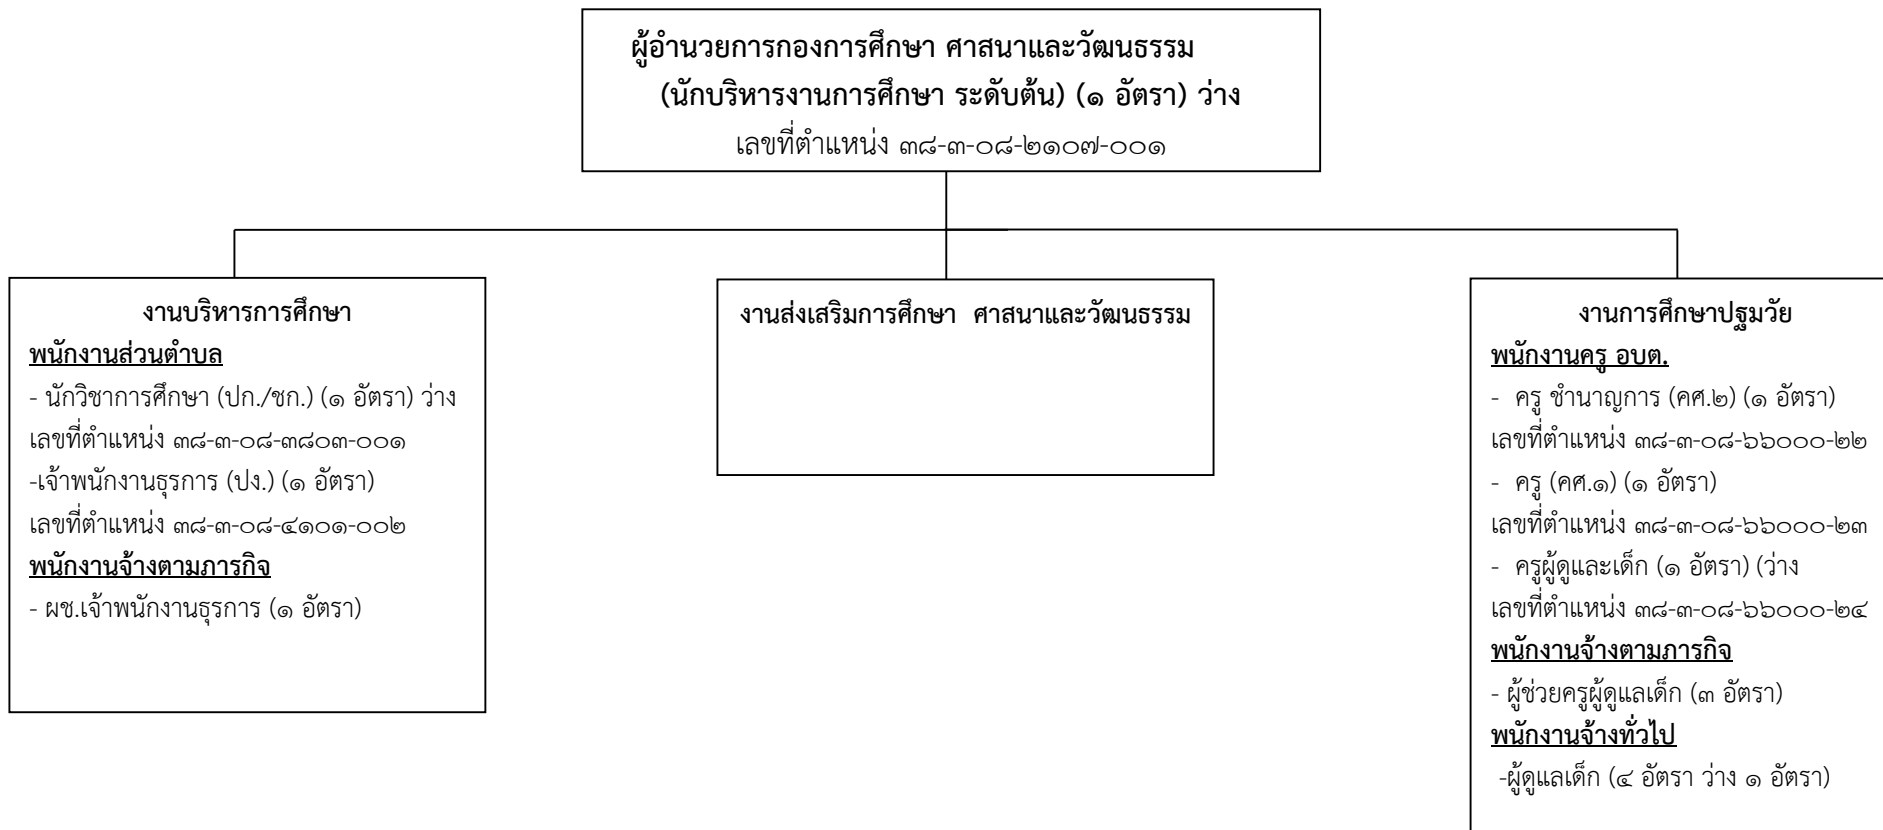 ผู้อำนวยการกองการศึกษา ศาสนาและวัฒนธรรม
(นักบริหารงานการศึกษา ระดับต้น) (๑ อัตรา) ว่าง
เลขที่ตำแหน่ง ๓๘-๓-๐๘-๒๑๐๗-๐๐๑
งานบริหารการศึกษา
พนักงานส่วนตำบล
- นักวิชาการศึกษา (ปก./ชก.) (๑ อัตรา) ว่าง
เลขที่ตำแหน่ง ๓๘-๓-๐๘-๓๘๐๓-๐๐๑
-เจ้าพนักงานธุรการ (ปง.) (๑ อัตรา)
เลขที่ตำแหน่ง ๓๘-๓-๐๘-๔๑๐๑-๐๐๒
พนักงานจ้างตามภารกิจ
- ผช.เจ้าพนักงานธุรการ (๑ อัตรา)
งานส่งเสริมการศึกษา ศาสนาและวัฒนธรรม
งานการศึกษาปฐมวัย
พนักงานครู อบต.
- ครู ชำนาญการ (คศ.๒) (๑ อัตรา)
เลขที่ตำแหน่ง ๓๘-๓-๐๘-๖๖๐๐๐-๒๒
- ครู (คศ.๑) (๑ อัตรา)
เลขที่ตำแหน่ง ๓๘-๓-๐๘-๖๖๐๐๐-๒๓
- ครูผู้ดูและเด็ก (๑ อัตรา) (ว่าง
เลขที่ตำแหน่ง ๓๘-๓-๐๘-๖๖๐๐๐-๒๔
พนักงานจ้างตามภารกิจ
- ผู้ช่วยครูผู้ดูแลเด็ก (๓ อัตรา)
พนักงานจ้างทั่วไป
-ผู้ดูแลเด็ก (๔ อัตรา ว่าง ๑ อัตรา)